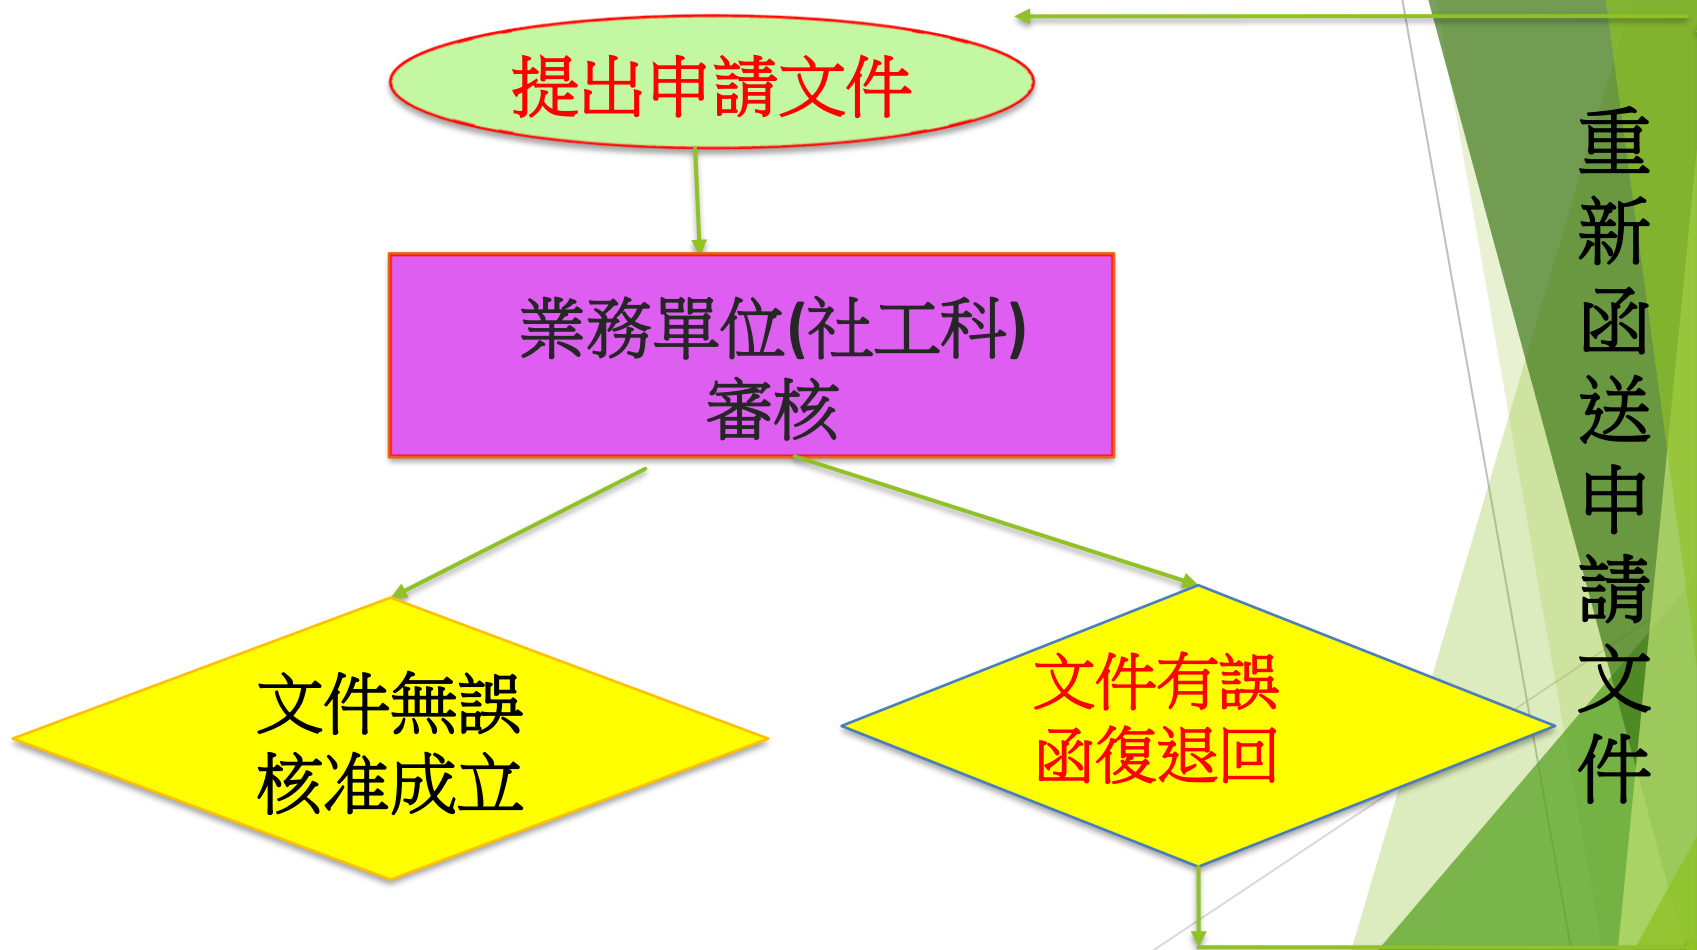 提出申請文件
業務單位(社工科)
審核
文件無誤
核准成立
文件有誤
函復退回
重新函送申請文件